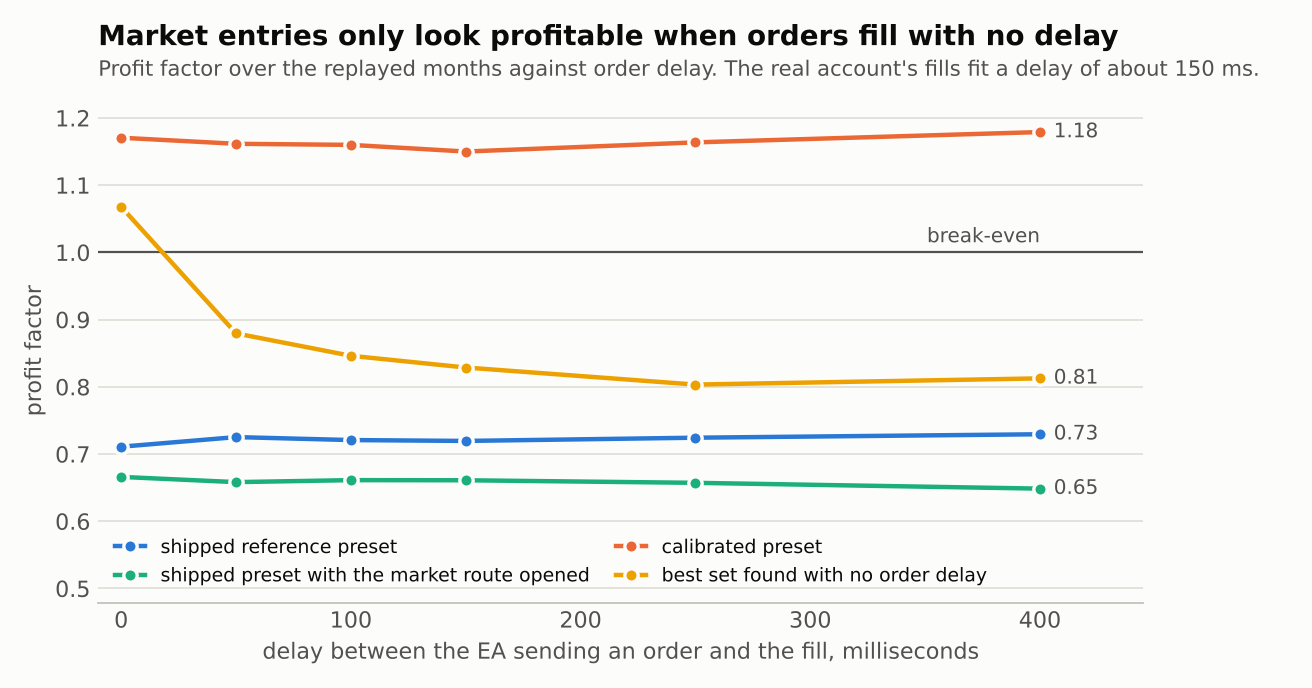 Market entries only look profitable when orders fill with no delay
Profit factor over the replayed months against order delay. The real account's fills fit a delay of about 150 ms.
1.2
1.18
1.1
break-even
1.0
profit factor
0.9
0.8
0.81
0.73
0.7
0.65
0.6
shipped reference preset
calibrated preset
shipped preset with the market route opened
best set found with no order delay
0.5
0 100 200 300 400
delay between the EA sending an order and the fill, milliseconds